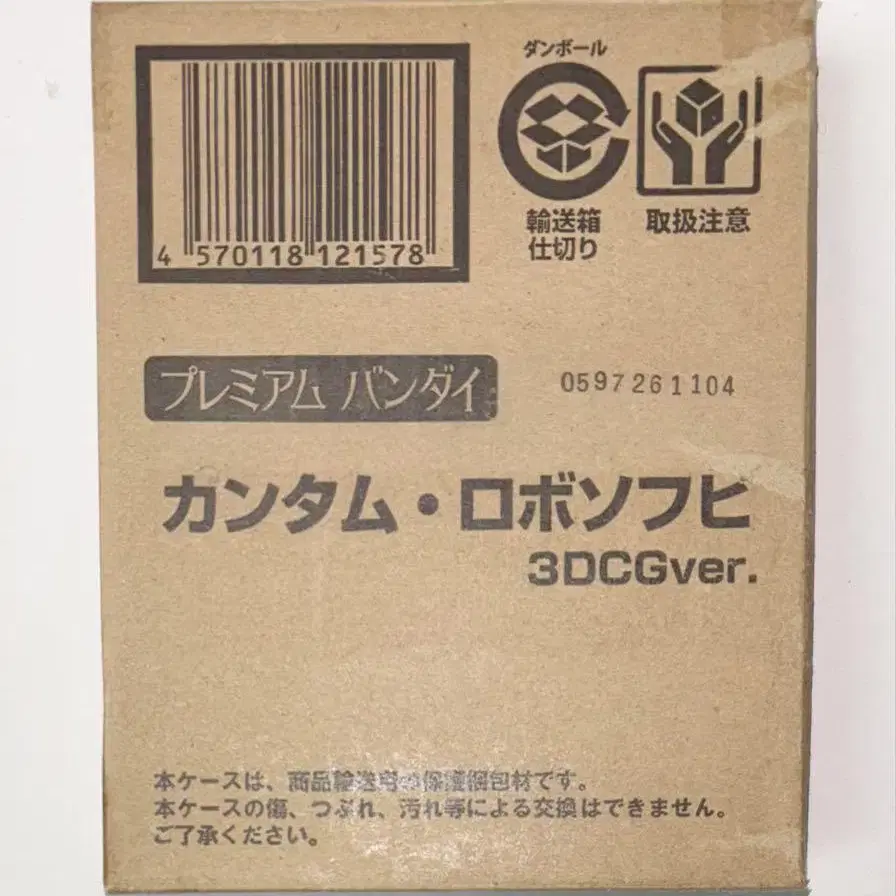 ダンボール
輸送箱
仕切り
取扱注意
4 570118 121578
プレミアム バンダイ
0597261104
カンタム・ロボソフビ
3DCGver.
本ケースは、商品輸送用の保護梱包材です。
本ケースの傷、つぶれ、汚れ等による交換はできません。
ご了承ください。